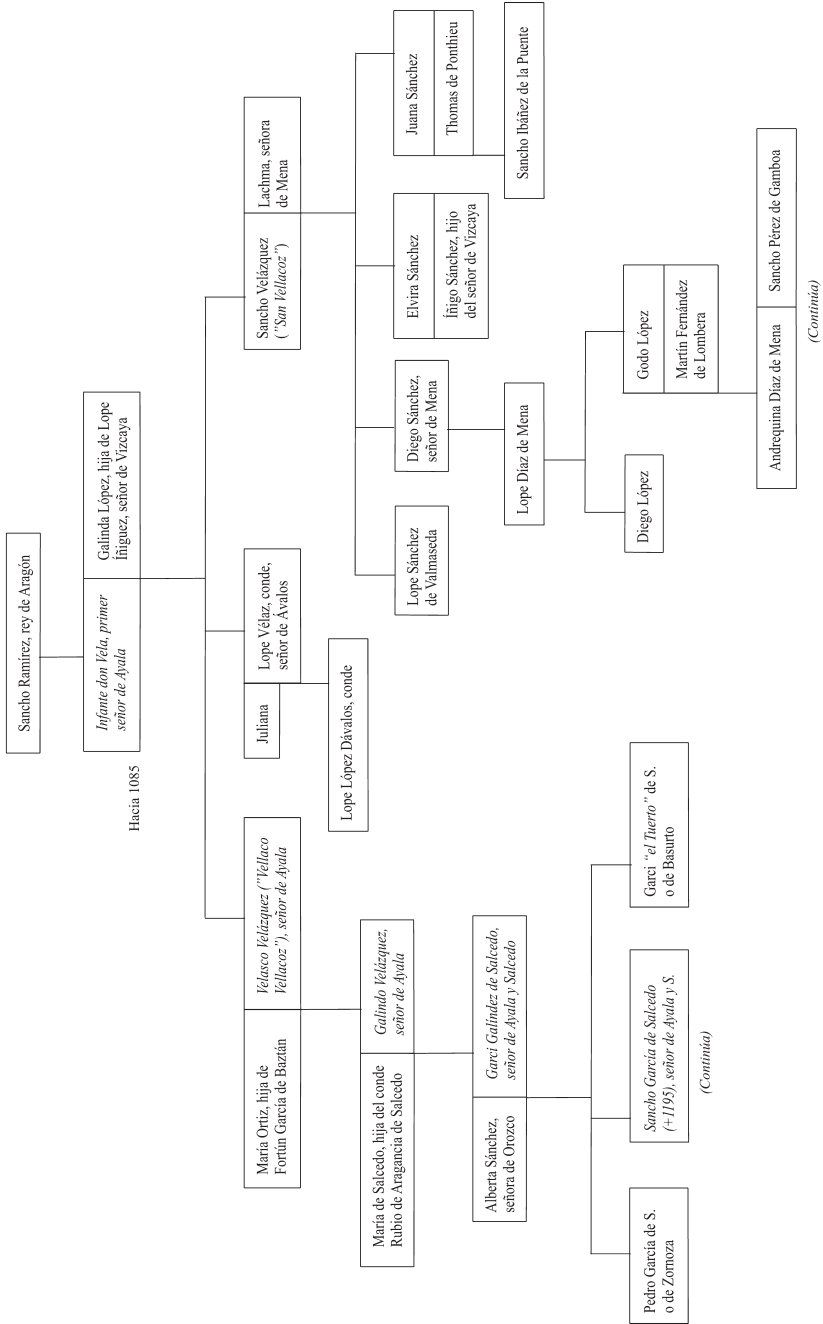 Sancho Ramírez, rey de Aragón
Infante don Vela, primer
señor de Ayala
Galinda López, hija de Lope
Íñiguez, señor de Vizcaya
Hacia 1085
María Ortiz, hija de
Fortún García de Baztán
Velasco Velázquez ("Vellaco
Vellacoz"), señor de Ayala
Juliana
Lope Vélaz, conde,
señor de Ávalos
Sancho Velázquez
("San Vellacoz")
Lachma, señora
de Mena
Lope López Dávalos, conde
María de Salcedo, hija del conde
Rubio de Aragancia de Salcedo
Galindo Velázquez,
señor de Ayala
Lope Sánchez
de Valmaseda
Diego Sánchez,
señor de Mena
Elvira Sánchez
Íñigo Sánchez, hijo
del señor de Vizcaya
Juana Sánchez
Thomas de Ponthieu
Alberta Sánchez,
señora de Orozco
Garci Galíndez de Salcedo,
señor de Ayala y Salcedo
Lope Díaz de Mena
Sancho Ibáñez de la Puente
Pedro García de S.
o de Zornoza
Sancho García de Salcedo
(+1195), señor de Ayala y S.
Garci "el Tuerto" de S.
o de Basurto
Diego López
Godo López
Martín Fernández
de Lombera
(Continúa)
Andrequina Díaz de Mena
Sancho Pérez de Gamboa
(Continúa)